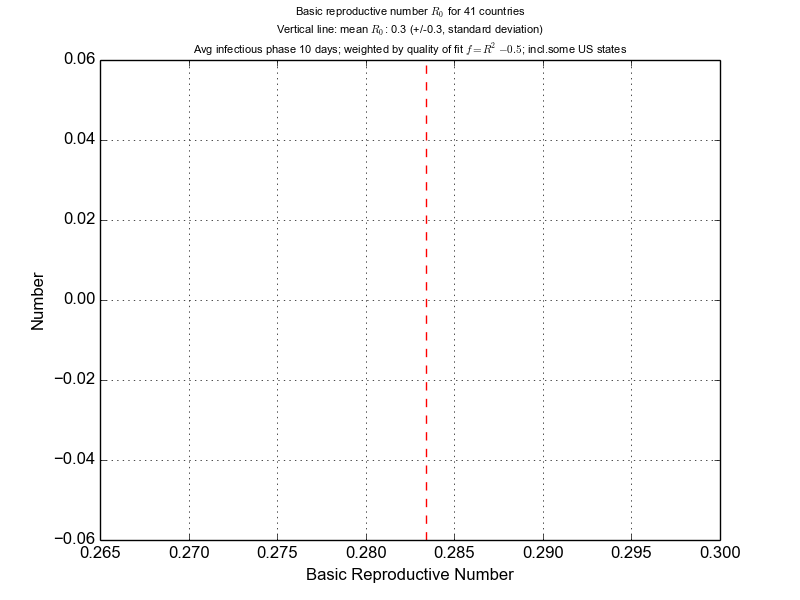 Basic reproductive number R₀ for 41 countries
Vertical line: mean R₀: 0.3 (+/-0.3, standard deviation)
Avg infectious phase 10 days; weighted by quality of fit f=R² −0.5; incl.some US states
0.06
0.04
0.02
0.00
−0.02
−0.04
−0.06
Number
0.265 0.270 0.275 0.280 0.285 0.290 0.295 0.300
Basic Reproductive Number